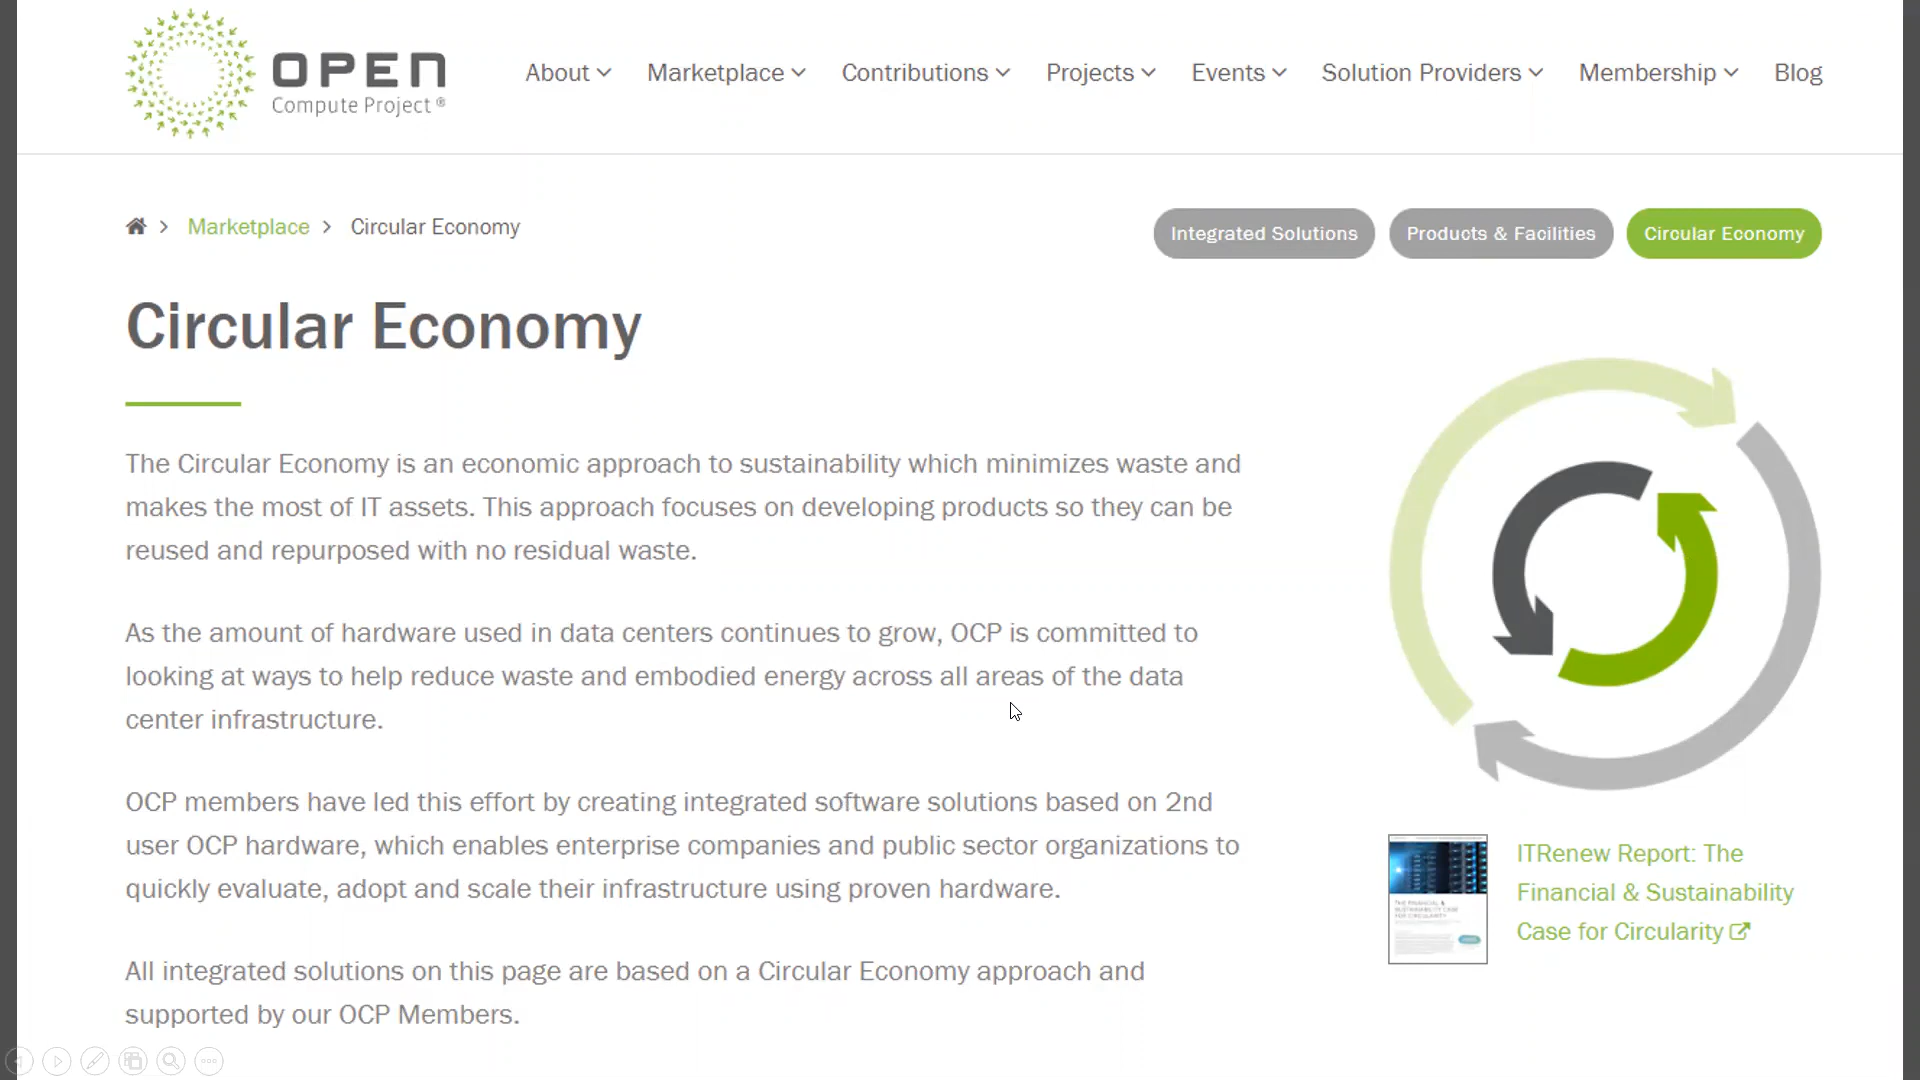 OPEN
Compute Project ®
About
Marketplace
Contributions
Projects
Events
Solution Providers
Membership
Blog
Marketplace
Circular Economy
Integrated Solutions
Products & Facilities
Circular Economy
Circular Economy
The Circular Economy is an economic approach to sustainability which minimizes waste and
makes the most of IT assets. This approach focuses on developing products so they can be
reused and repurposed with no residual waste.
As the amount of hardware used in data centers continues to grow, OCP is committed to
looking at ways to help reduce waste and embodied energy across all areas of the data
center infrastructure.
OCP members have led this effort by creating integrated software solutions based on 2nd
user OCP hardware, which enables enterprise companies and public sector organizations to
quickly evaluate, adopt and scale their infrastructure using proven hardware.
All integrated solutions on this page are based on a Circular Economy approach and
supported by our OCP Members.
THE FINANCIAL &
SUSTAINABILITY CASE
FOR CIRCULARITY
ITRenew Report: The
Financial & Sustainability
Case for Circularity